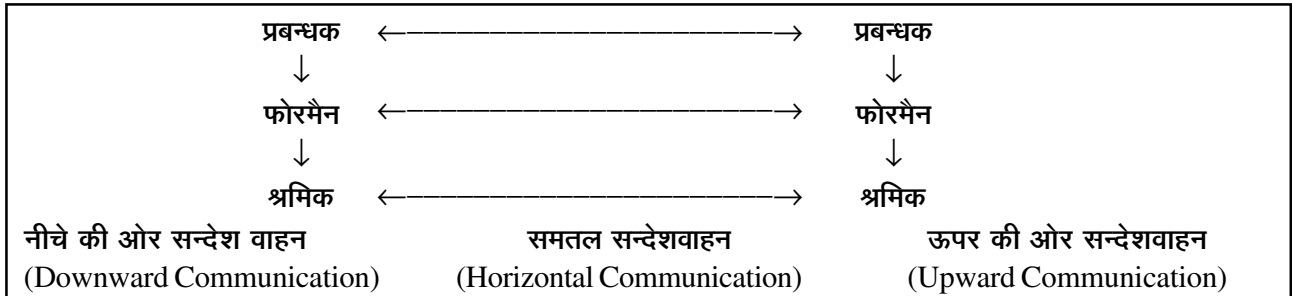 प्रबन्धक ←----------------------→ प्रबन्धक
↓ ↓
फोरमैन ←----------------------→ फोरमैन
↓ ↓
श्रमिक ←----------------------→ श्रमिक
नीचे की ओर सन्देश वाहन समतल सन्देशवाहन ऊपर की ओर सन्देशवाहन
(Downward Communication) (Horizontal Communication) (Upward Communication)